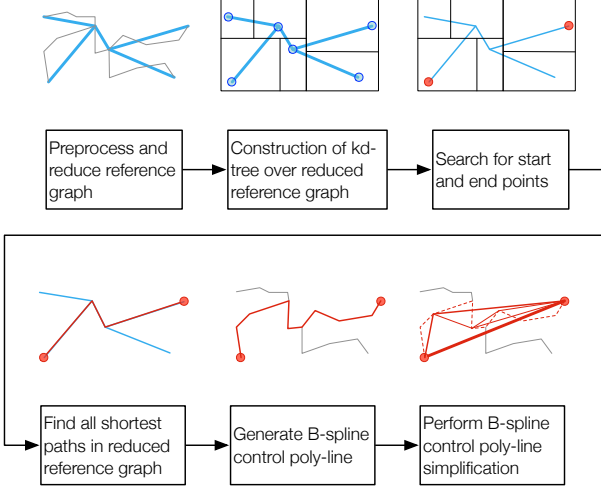 Preprocess and
reduce reference
graph
Construction of kd-
tree over reduced
reference graph
Search for start
and end points
Find all shortest
paths in reduced
reference graph
Generate B-spline
control poly-line
Perform B-spline
control poly-line
simplification